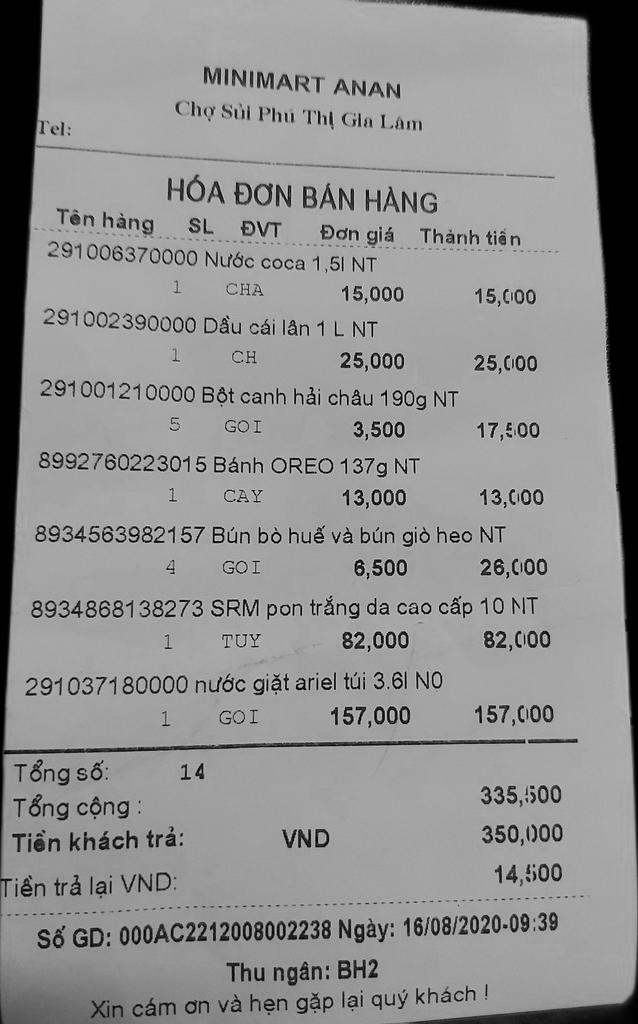 MINIMART ANAN
Chợ Sủi Phú Thị Gia Lâm
Tel:
HÓA ĐƠN BÁN HÀNG
Tên hàng SL ĐVT Đơn giá Thành tiền
291006370000 Nước coca 1,5l NT
1 CHA 15,000 15,000
291002390000 Dầu cái lân 1 L NT
1 CH 25,000 25,000
291001210000 Bột canh hải châu 190g NT
5 GOI 3,500 17,500
8992760223015 Bánh OREO 137g NT
1 CAY 13,000 13,000
8934563982157 Bún bò huế và bún giò heo NT
4 GOI 6,500 26,000
8934868138273 SRM pon trắng da cao cấp 10 NT
1 TUY 82,000 82,000
291037180000 nước giặt ariel túi 3.6l N0
1 GOI 157,000 157,000
Tổng số: 14
Tổng cộng : 335,500
Tiền khách trả: VND 350,000
Tiền trả lại VND: 14,500
Số GD: 000AC2212008002238 Ngày: 16/08/2020-09:39
Thu ngân: BH2
Xin cám ơn và hẹn gặp lại quý khách !